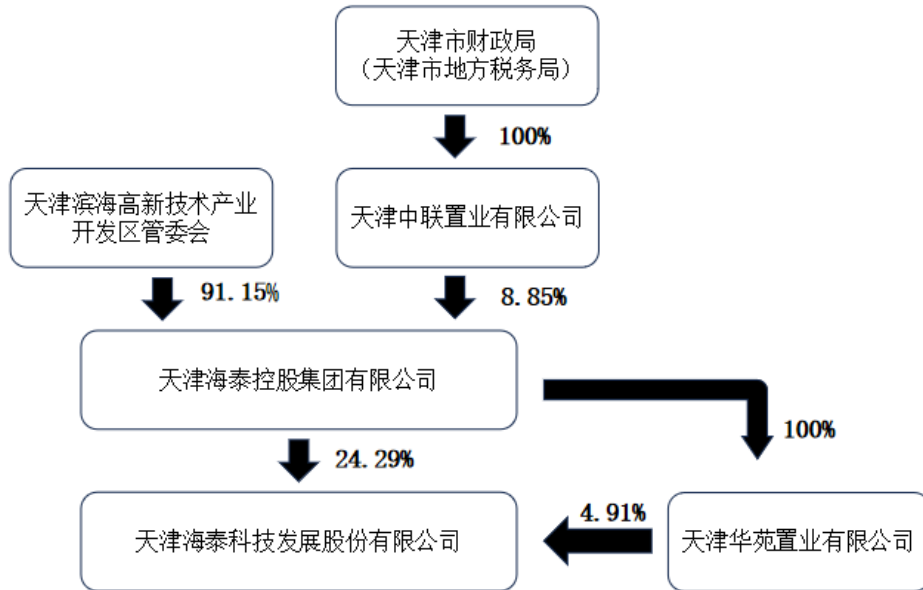 天津市财政局
（天津市地方税务局）
100%
天津滨海高新技术产业
开发区管委会
天津中联置业有限公司
91.15%
8.85%
天津海泰控股集团有限公司
100%
24.29%
4.91%
天津海泰科技发展股份有限公司
天津华苑置业有限公司